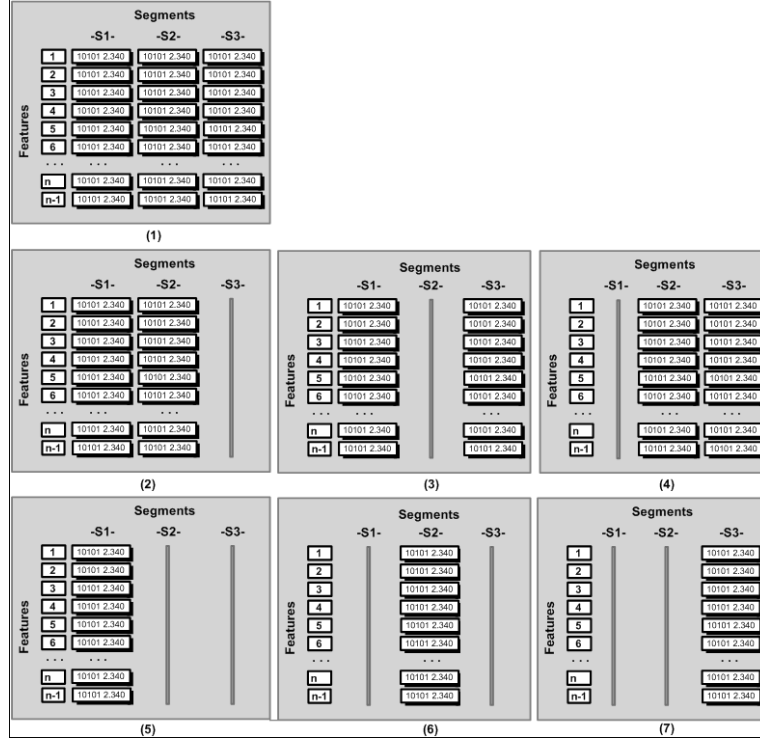 Segments
-S1- -S2- -S3-
Features
1 10101 2.340 10101 2.340 10101 2.340
2 10101 2.340 10101 2.340 10101 2.340
3 10101 2.340 10101 2.340 10101 2.340
4 10101 2.340 10101 2.340 10101 2.340
5 10101 2.340 10101 2.340 10101 2.340
6 10101 2.340 10101 2.340 10101 2.340
... ... ... ...
n 10101 2.340 10101 2.340 10101 2.340
n-1 10101 2.340 10101 2.340 10101 2.340
(1)
Segments
-S1- -S2- -S3-
Features
1 10101 2.340 10101 2.340
2 10101 2.340 10101 2.340
3 10101 2.340 10101 2.340
4 10101 2.340 10101 2.340
5 10101 2.340 10101 2.340
6 10101 2.340 10101 2.340
... ... ...
n 10101 2.340 10101 2.340
n-1 10101 2.340 10101 2.340
(2)
Segments
-S1- -S2- -S3-
Features
1 10101 2.340 10101 2.340
2 10101 2.340 10101 2.340
3 10101 2.340 10101 2.340
4 10101 2.340 10101 2.340
5 10101 2.340 10101 2.340
6 10101 2.340 10101 2.340
... ... ...
n 10101 2.340 10101 2.340
n-1 10101 2.340 10101 2.340
(3)
Segments
-S1- -S2- -S3-
Features
1 10101 2.340 10101 2.340
2 10101 2.340 10101 2.340
3 10101 2.340 10101 2.340
4 10101 2.340 10101 2.340
5 10101 2.340 10101 2.340
6 10101 2.340 10101 2.340
... ... ...
n 10101 2.340 10101 2.340
n-1 10101 2.340 10101 2.340
(4)
Segments
-S1- -S2- -S3-
Features
1 10101 2.340
2 10101 2.340
3 10101 2.340
4 10101 2.340
5 10101 2.340
6 10101 2.340
... ...
n 10101 2.340
n-1 10101 2.340
(5)
Segments
-S1- -S2- -S3-
Features
1 10101 2.340
2 10101 2.340
3 10101 2.340
4 10101 2.340
5 10101 2.340
6 10101 2.340
... ...
n 10101 2.340
n-1 10101 2.340
(6)
Segments
-S1- -S2- -S3-
Features
1 10101 2.340
2 10101 2.340
3 10101 2.340
4 10101 2.340
5 10101 2.340
6 10101 2.340
... ...
n 10101 2.340
n-1 10101 2.340
(7)